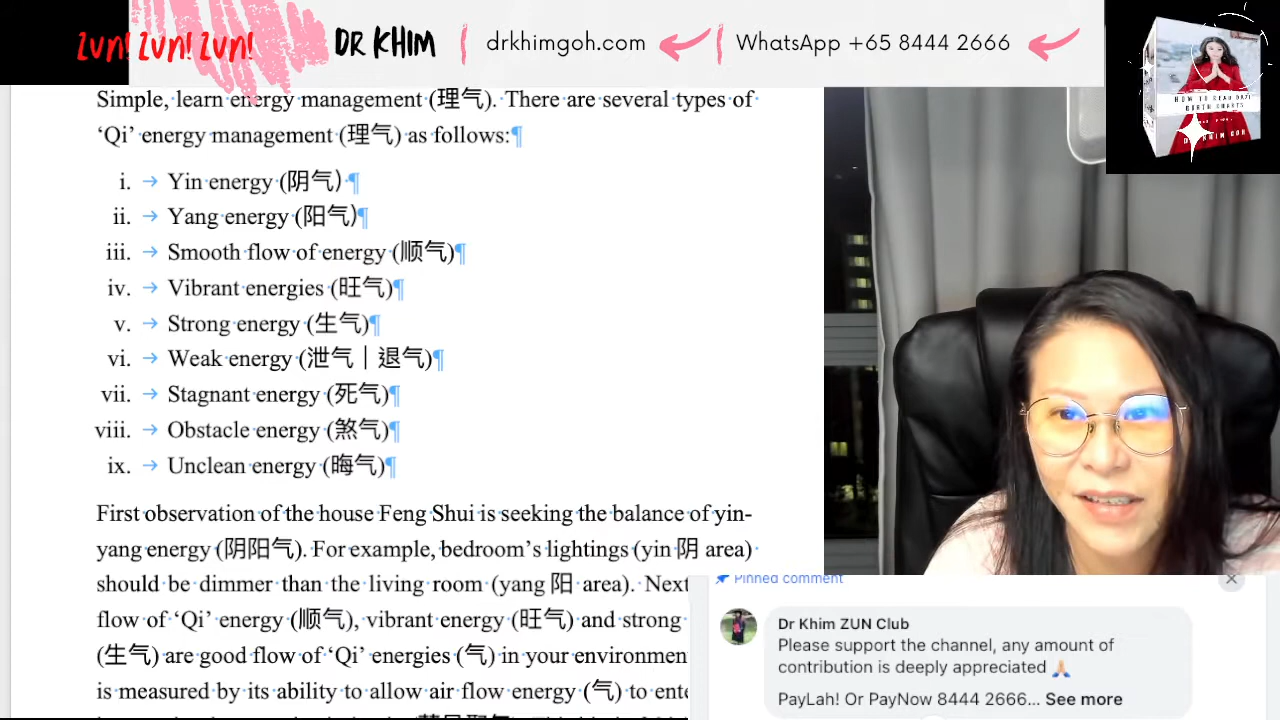 ZUN! ZUN! ZUN!
DR KHIM
drkhimgoh.com
WhatsApp +65 8444 2666
HOW TO READ BAZI
BIRTH CHARTS
DR KHIM GOH
Simple, learn energy management (理气). There are several types of
‘Qi’ energy management (理气) as follows:¶
i. → Yin energy (阴气) ¶
ii. → Yang energy (阳气)¶
iii. → Smooth flow of energy (顺气)¶
iv. → Vibrant energies (旺气)¶
v. → Strong energy (生气)¶
vi. → Weak energy (泄气｜退气)¶
vii. → Stagnant energy (死气)¶
viii. → Obstacle energy (煞气)¶
ix. → Unclean energy (晦气)¶
First observation of the house Feng Shui is seeking the balance of yin-
yang energy (阴阳气). For example, bedroom’s lightings (yin 阴 area)
should be dimmer than the living room (yang 阳 area). Next
flow of ‘Qi’ energy (顺气), vibrant energy (旺气) and strong
(生气) are good flow of ‘Qi’ energies (气) in your environmen
is measured by its ability to allow air flow energy (气) to ente
Pinned comment
Dr Khim ZUN Club
Please support the channel, any amount of
contribution is deeply appreciated 🙏🏼
PayLah! Or PayNow 8444 2666... See more